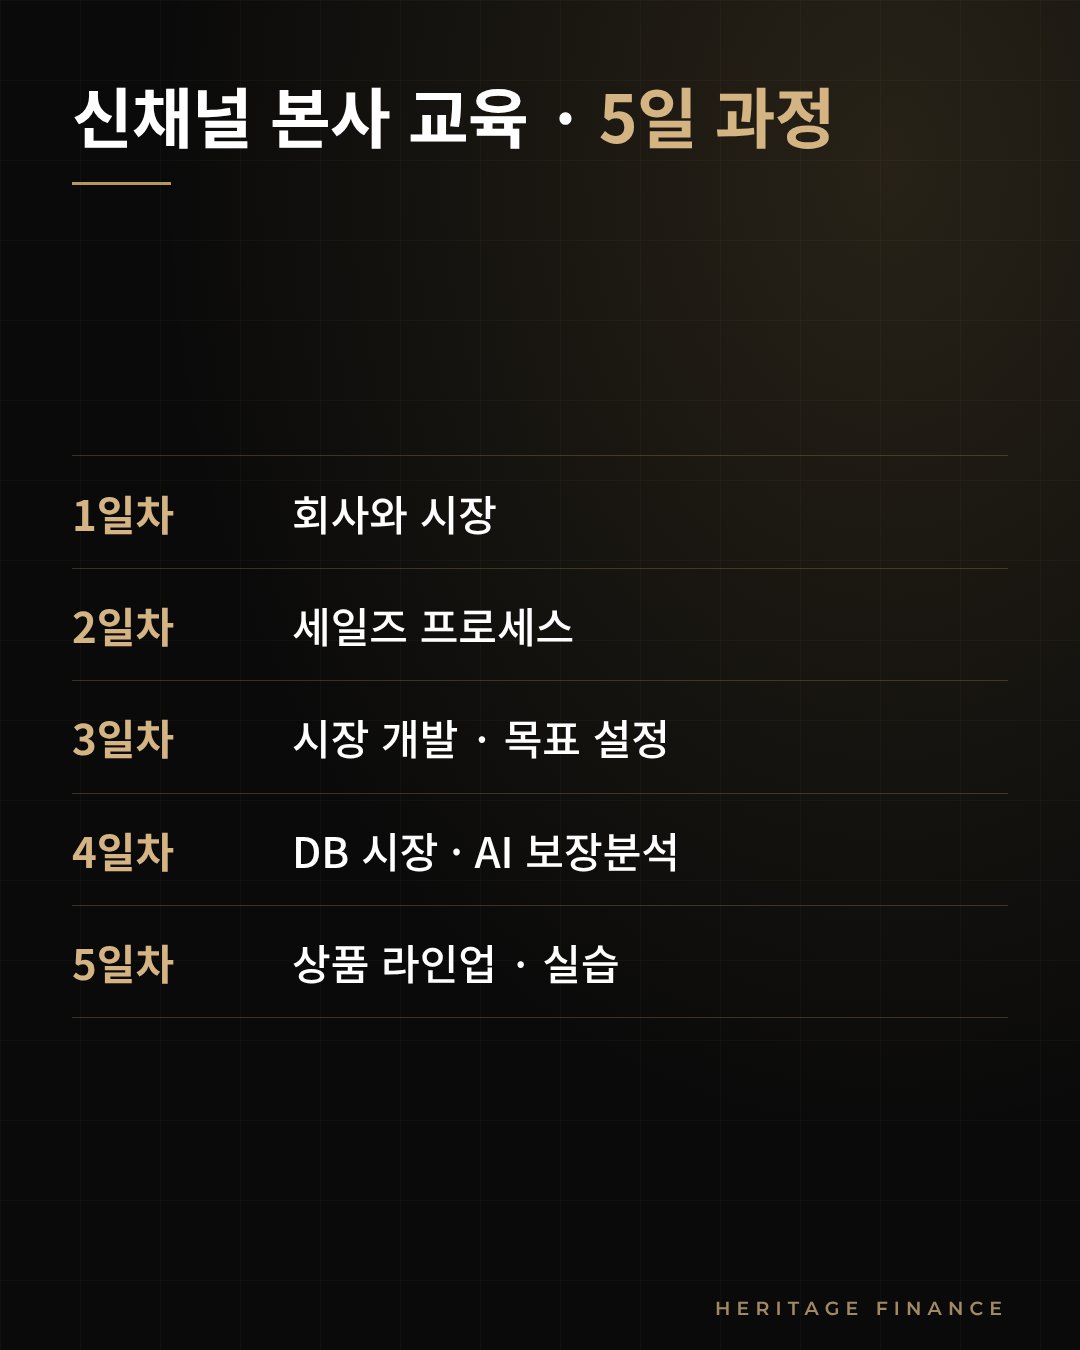 신채널 본사 교육 · 5일 과정
1일차 회사와 시장
2일차 세일즈 프로세스
3일차 시장 개발 · 목표 설정
4일차 DB 시장 · AI 보장분석
5일차 상품 라인업 · 실습
HERITAGE FINANCE